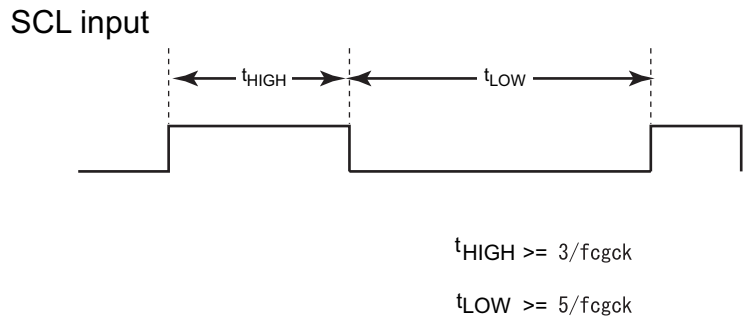 SCL input
tHIGH
tLOW
tHIGH >= 3/fcgck
tLOW >= 5/fcgck